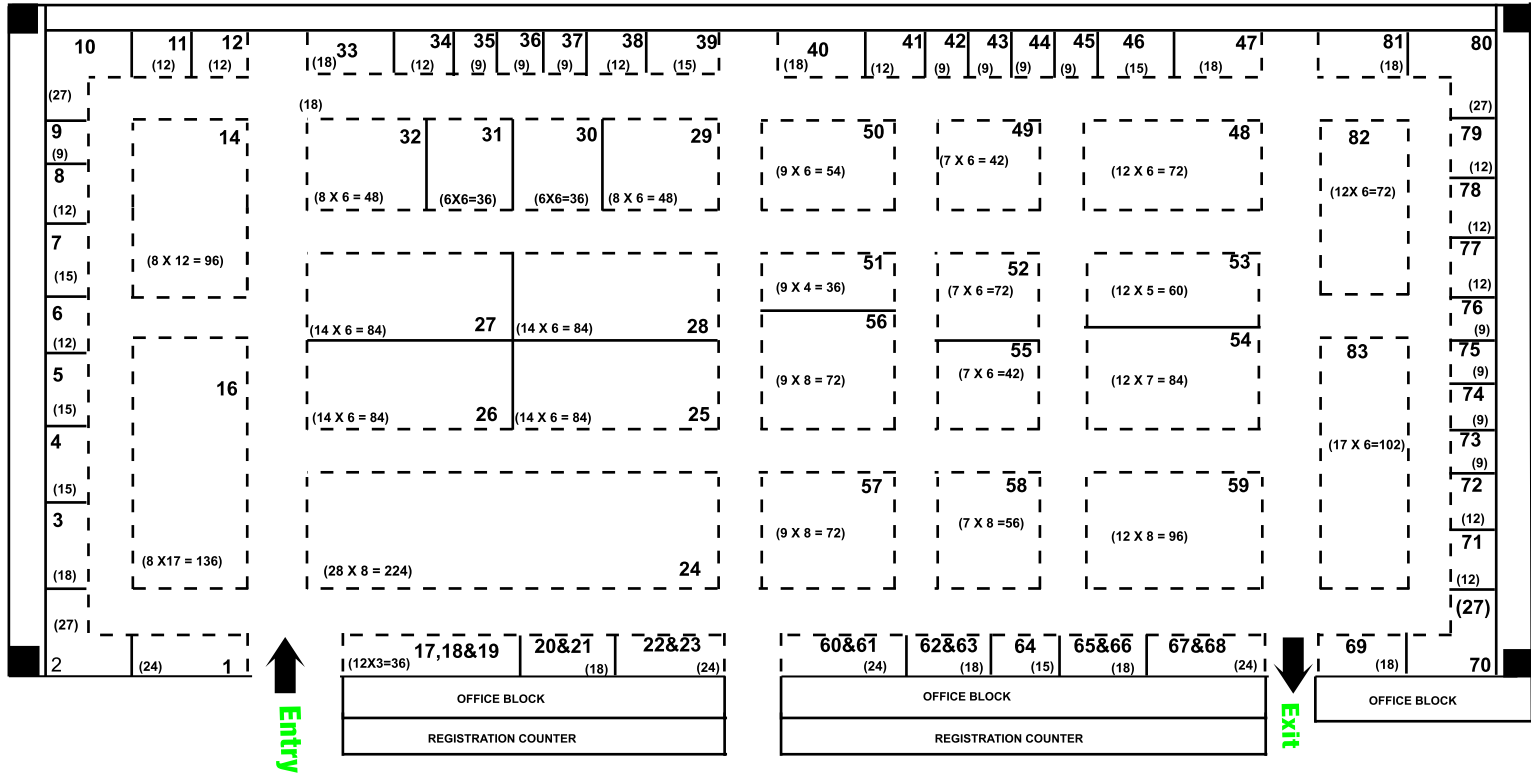 10 11 12 33 34 35 36 37 38 39 40 41 42 43 44 45 46 47 81 80
(12) (12) (18) (12) (9) (9) (9) (12) (15) (18) (12) (9) (9) (9) (9) (15) (18) (18)
(27) (18) (27)
9 14 32 31 30 29 50 49 48 82 79
(9) (7 X 6 = 42) (12)
8 (9 X 6 = 54) (12 X 6 = 72) (12X 6=72) 78
(12) (8 X 6 = 48) (6X6=36) (6X6=36) (8 X 6 = 48) (12)
7 (8 X 12 = 96) 51 52 53 77
(15) (9 X 4 = 36) (7 X 6 =72) (12 X 5 = 60) (12)
6 27 28 56 76
(12) (14 X 6 = 84) (14 X 6 = 84) 55 54 (9)
83 75
5 (9 X 8 = 72) (7 X 6 =42) (12 X 7 = 84) (9)
16 74
(15) (14 X 6 = 84) 26 (14 X 6 = 84) 25 (9)
4 (17 X 6=102) 73
(9)
(15) 57 58 59 72
3 (9 X 8 = 72) (7 X 8 =56) (12 X 8 = 96) (12)
(8 X17 = 136) 71
(18) (28 X 8 = 224) 24 (12)
(27) (27)
17,18&19 20&21 22&23 60&61 62&63 64 65&66 67&68 69
2 (24) 1 (12X3=36) (18) (24) (24) (18) (15) (18) (24) (18) 70
OFFICE BLOCK OFFICE BLOCK OFFICE BLOCK
Entry Exit
REGISTRATION COUNTER REGISTRATION COUNTER